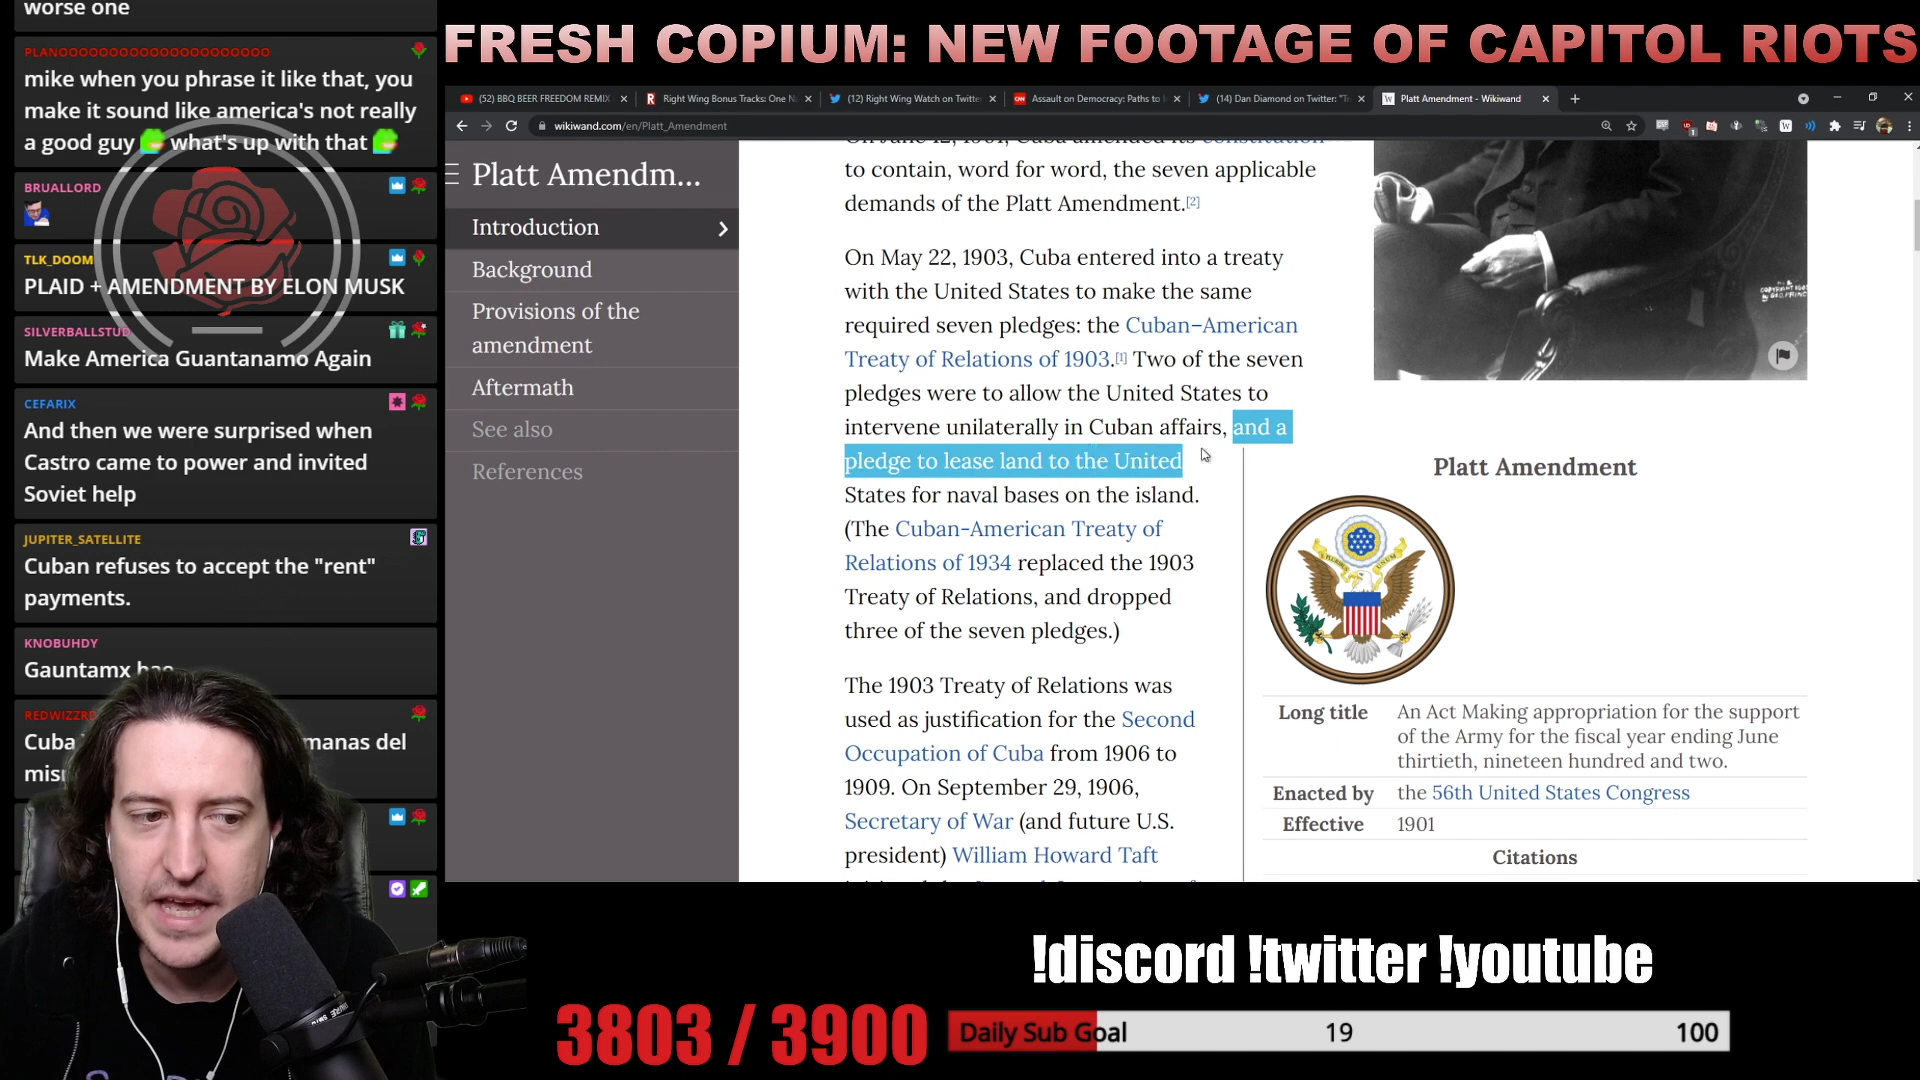 worse one
PLANOOOOOOOOOOOOOOOOOOOOO
mike when you phrase it like that, you
make it sound like america's not really
a good guy what's up with that
BRUALLORD
TLK_DOOM
PLAID + AMENDMENT BY ELON MUSK
SILVERBALLSTUD
Make America Guantanamo Again
CEFARIX
And then we were surprised when
Castro came to power and invited
Soviet help
JUPITER_SATELLITE
Cuban refuses to accept the "rent"
payments.
KNOBUHDY
Gauntamx bae
REDWIZZRD
Cuba manas del
FRESH COPIUM: NEW FOOTAGE OF CAPITOL RIOTS
(52) BBQ BEER FREEDOM REMIX
Right Wing Bonus Tracks: One N
(12) Right Wing Watch on Twitte
Assault on Democracy: Paths to
(14) Dan Diamond on Twitter: "T
Platt Amendment - Wikiwand
wikiwand.com/en/Platt_Amendment
Platt Amendm...
Introduction
Background
Provisions of the
amendment
Aftermath
See also
References
On June 12, 1901, Cuba amended its constitution
to contain, word for word, the seven applicable
demands of the Platt Amendment.[2]
On May 22, 1903, Cuba entered into a treaty
with the United States to make the same
required seven pledges: the Cuban–American
Treaty of Relations of 1903.[1] Two of the seven
pledges were to allow the United States to
intervene unilaterally in Cuban affairs, and a
pledge to lease land to the United
States for naval bases on the island.
(The Cuban–American Treaty of
Relations of 1934 replaced the 1903
Treaty of Relations, and dropped
three of the seven pledges.)
The 1903 Treaty of Relations was
used as justification for the Second
Occupation of Cuba from 1906 to
1909. On September 29, 1906,
Secretary of War (and future U.S.
president) William Howard Taft
Platt Amendment
Long title An Act Making appropriation for the support
of the Army for the fiscal year ending June
thirtieth, nineteen hundred and two.
Enacted by the 56th United States Congress
Effective 1901
Citations
!discord !twitter !youtube
3803 / 3900
Daily Sub Goal 19 100